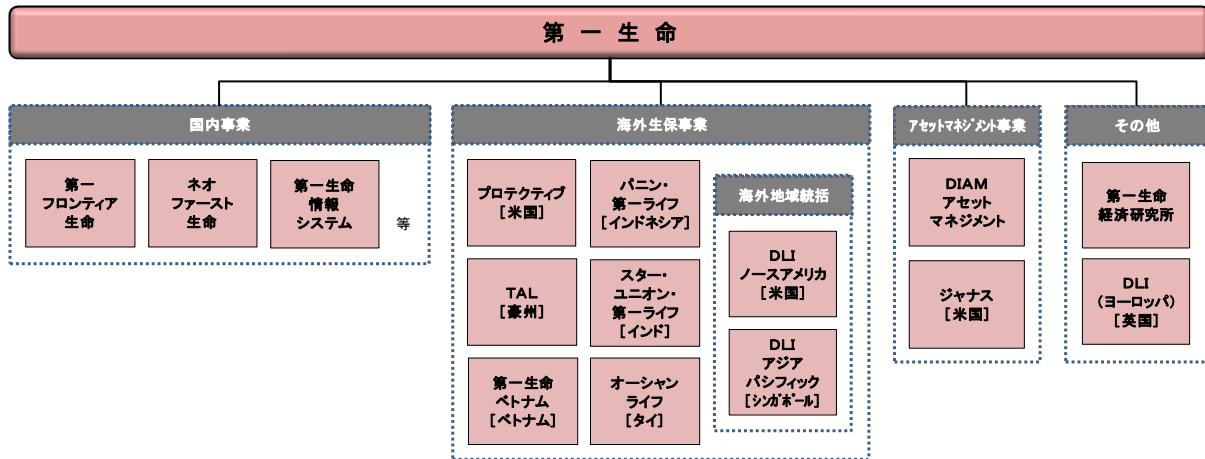 第一生命
国内事業
第一
フロンティア
生命
ネオ
ファースト
生命
第一生命
情報
システム
等
海外生保事業
プロテクティブ
[米国]
パニン・
第一ライフ
[インドネシア]
TAL
[豪州]
スター・
ユニオン・
第一ライフ
[インド]
第一生命
ベトナム
[ベトナム]
オーシャン
ライフ
[タイ]
海外地域統括
DLI
ノースアメリカ
[米国]
DLI
アジア
パシフィック
[シンガポール]
アセットマネジメント事業
DIAM
アセット
マネジメント
ジャナス
[米国]
その他
第一生命
経済研究所
DLI
(ヨーロッパ)
[英国]